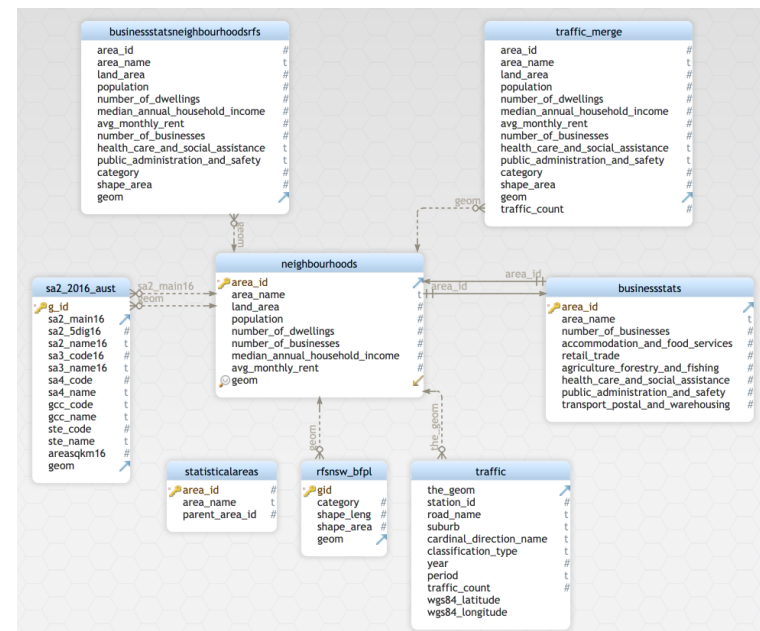 businessstatsneighbourhoodsrfs
area_id #
area_name t
land_area #
population #
number_of_dwellings #
median_annual_household_income #
avg_monthly_rent #
number_of_businesses #
health_care_and_social_assistance t
public_administration_and_safety t
category #
shape_area #
geom
traffic_merge
area_id #
area_name t
land_area #
population #
number_of_dwellings #
median_annual_household_income #
avg_monthly_rent #
number_of_businesses #
health_care_and_social_assistance t
public_administration_and_safety t
category #
shape_area #
geom
traffic_count #
geom
geom
neighbourhoods
area_id
area_name t
land_area #
population #
number_of_dwellings #
number_of_businesses #
median_annual_household_income #
avg_monthly_rent #
geom
sa2_main16
geom
area_id
area_id
sa2_2016_aust
g_id
sa2_main16
sa2_5dig16 #
sa2_name16 t
sa3_code16 #
sa3_name16 t
sa4_code #
sa4_name t
gcc_code t
gcc_name t
ste_code #
ste_name t
areasqkm16 #
geom
businessstats
area_id
area_name t
number_of_businesses #
accommodation_and_food_services #
retail_trade #
agriculture_forestry_and_fishing #
health_care_and_social_assistance #
public_administration_and_safety #
transport_postal_and_warehousing #
geom
the_geom
statisticalareas
area_id #
area_name t
parent_area_id #
rfsnsw_bfpl
gid
category #
shape_leng #
shape_area #
geom
traffic
the_geom
station_id #
road_name t
suburb t
cardinal_direction_name t
classification_type t
year #
period t
traffic_count #
wgs84_latitude
wgs84_longitude